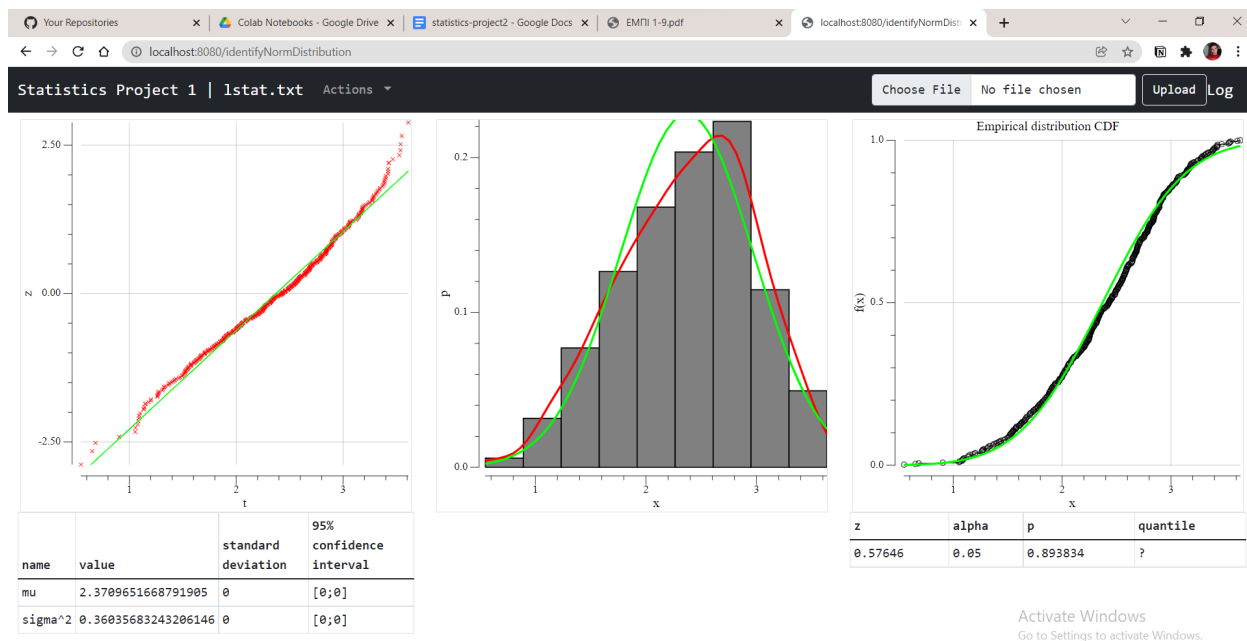 Your Repositories
Colab Notebooks - Google Drive
statistics-project2 - Google Docs
ЕМПІ 1-9.pdf
localhost:8080/identifyNormDistr
localhost:8080/identifyNormDistribution
Statistics Project 1 | lstat.txt Actions
Choose File No file chosen Upload Log
2.50
0.00
-2.50
z
1 2 3
t
0.2
0.1
0.0
p
1 2 3
x
Empirical distribution CDF
1.0
0.5
0.0
f(x)
1 2 3
x
name value standard deviation 95% confidence interval
mu 2.3709651668791905 0 [0;0]
sigma^2 0.36035683243206146 0 [0;0]
z alpha p quantile
0.57646 0.05 0.893834 ?
Activate Windows
Go to Settings to activate Windows.